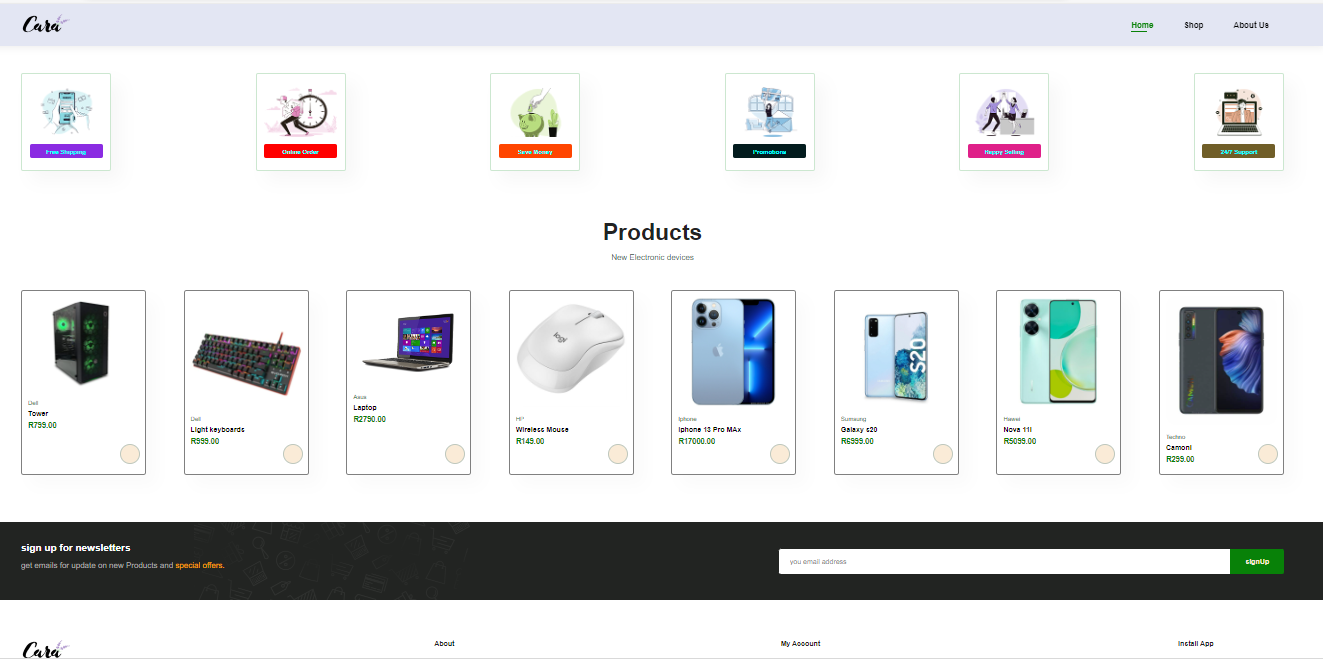 Cara
Home
Shop
About Us
Free Shipping
Online Order
Save Money
Promotions
Happy Selling
24/7 Support
Products
New Electronic devices
Dell
Tower
R799.00
Dell
Light keyboards
R999.00
Asus
Laptop
R2790.00
logi
HP
Wireless Mouse
R149.00
Iphone
Iphone 13 Pro MAx
R17000.00
S20
Sumsung
Galaxy s20
R6999.00
Hawei
Nova 11I
R5099.00
Techno
Camoni
R299.00
sign up for newsletters
get emails for update on new Products and special offers.
you email address
signUp
Cara
About
My Account
Install App